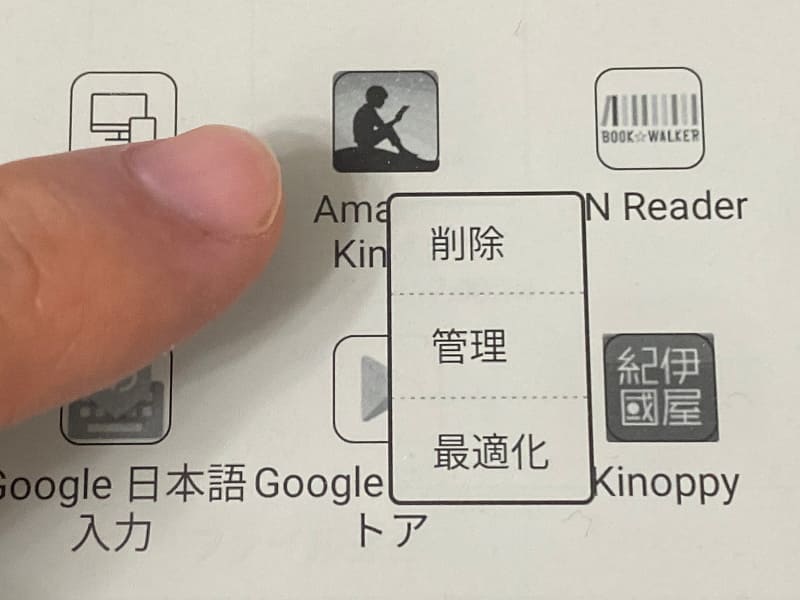 BOOK☆WALKER
Ama
Kin
N Reader
削除
管理
最適化
紀伊
國屋
Google 日本語
入力
Google
トア
Kinoppy